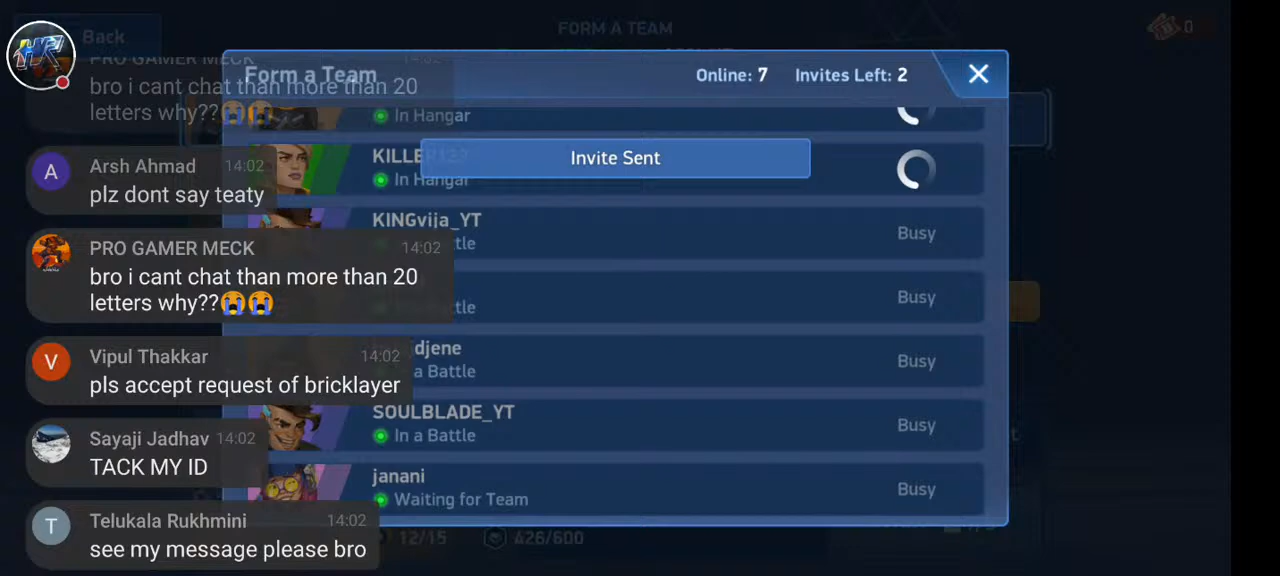 Back
FORM A TEAM
0
PRO GAMER MECK
14:02
bro i cant chat than more than 20
letters why??😭😭
Form a Team
Online: 7
Invites Left: 2
In Hangar
Arsh Ahmad
14:02
plz dont say teaty
KILLER123
In Hangar
Invite Sent
PRO GAMER MECK
14:02
bro i cant chat than more than 20
letters why??😭😭
KINGvija_YT
Busy
Busy
Vipul Thakkar
14:02
pls accept request of bricklayer
djene
a Battle
Busy
Sayaji Jadhav
14:02
TACK MY ID
SOULBLADE_YT
In a Battle
Busy
Telukala Rukhmini
14:02
see my message please bro
janani
Waiting for Team
Busy
12/15
426/600